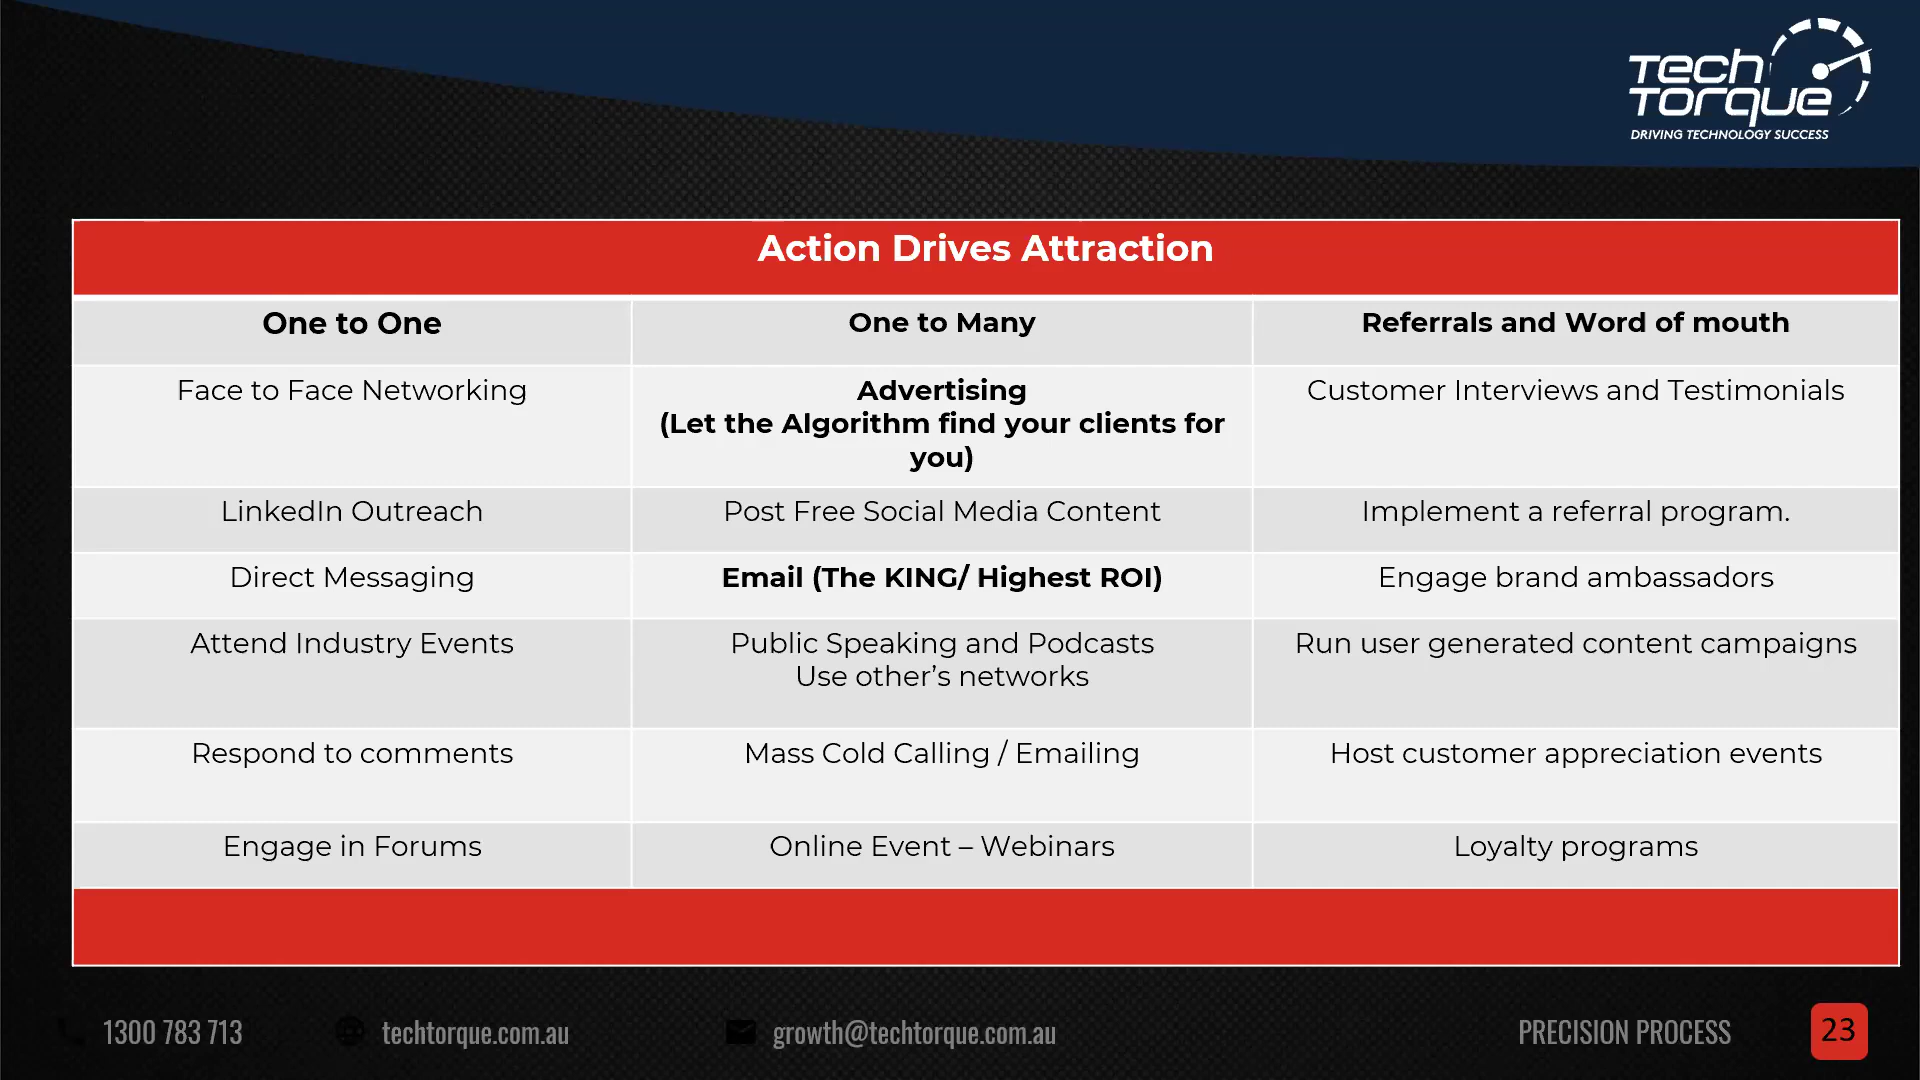 Tech
Torque
DRIVING TECHNOLOGY SUCCESS
Action Drives Attraction
One to One
One to Many
Referrals and Word of mouth
Face to Face Networking
Advertising
(Let the Algorithm find your clients for
you)
Customer Interviews and Testimonials
LinkedIn Outreach
Post Free Social Media Content
Implement a referral program.
Direct Messaging
Email (The KING/ Highest ROI)
Engage brand ambassadors
Attend Industry Events
Public Speaking and Podcasts
Use other’s networks
Run user generated content campaigns
Respond to comments
Mass Cold Calling / Emailing
Host customer appreciation events
Engage in Forums
Online Event – Webinars
Loyalty programs
1300 783 713
techtorque.com.au
growth@techtorque.com.au
PRECISION PROCESS
23